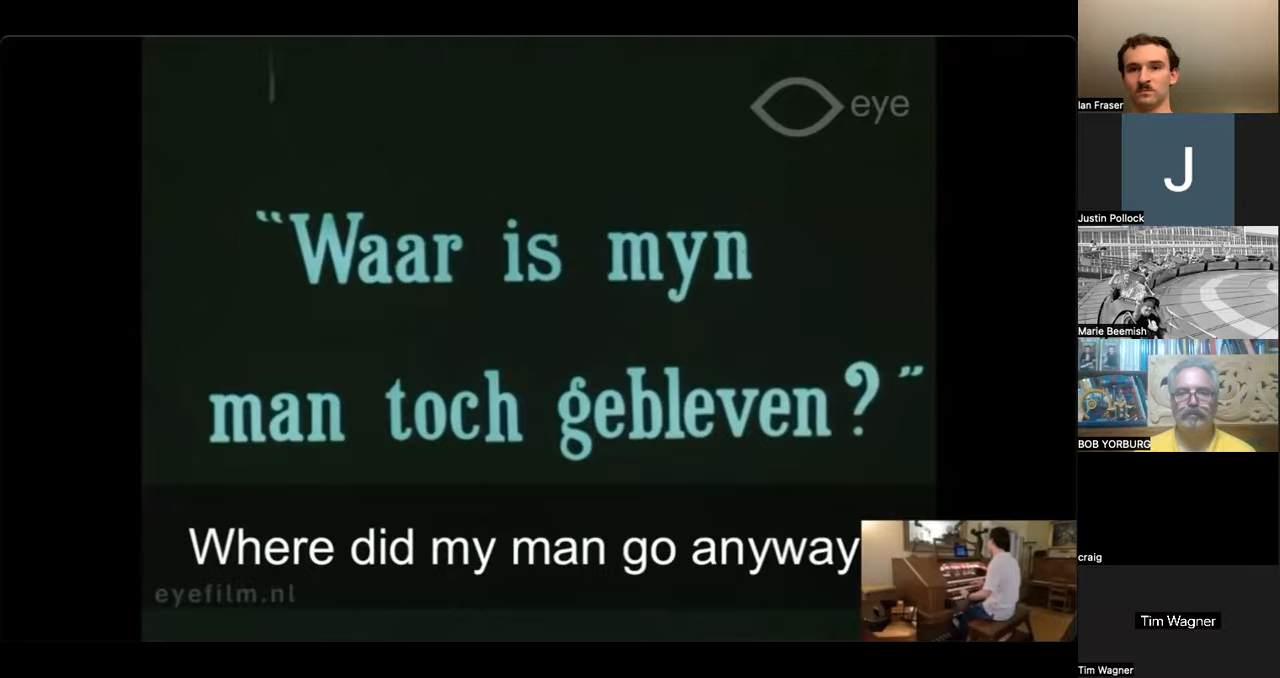 eye
“Waar is myn
man toch gebleven?”
Where did my man go anyway
eyefilm.nl
Ian Fraser
J
Justin Pollock
Marie Beemish
BOB YORBURG
craig
Tim Wagner
Tim Wagner